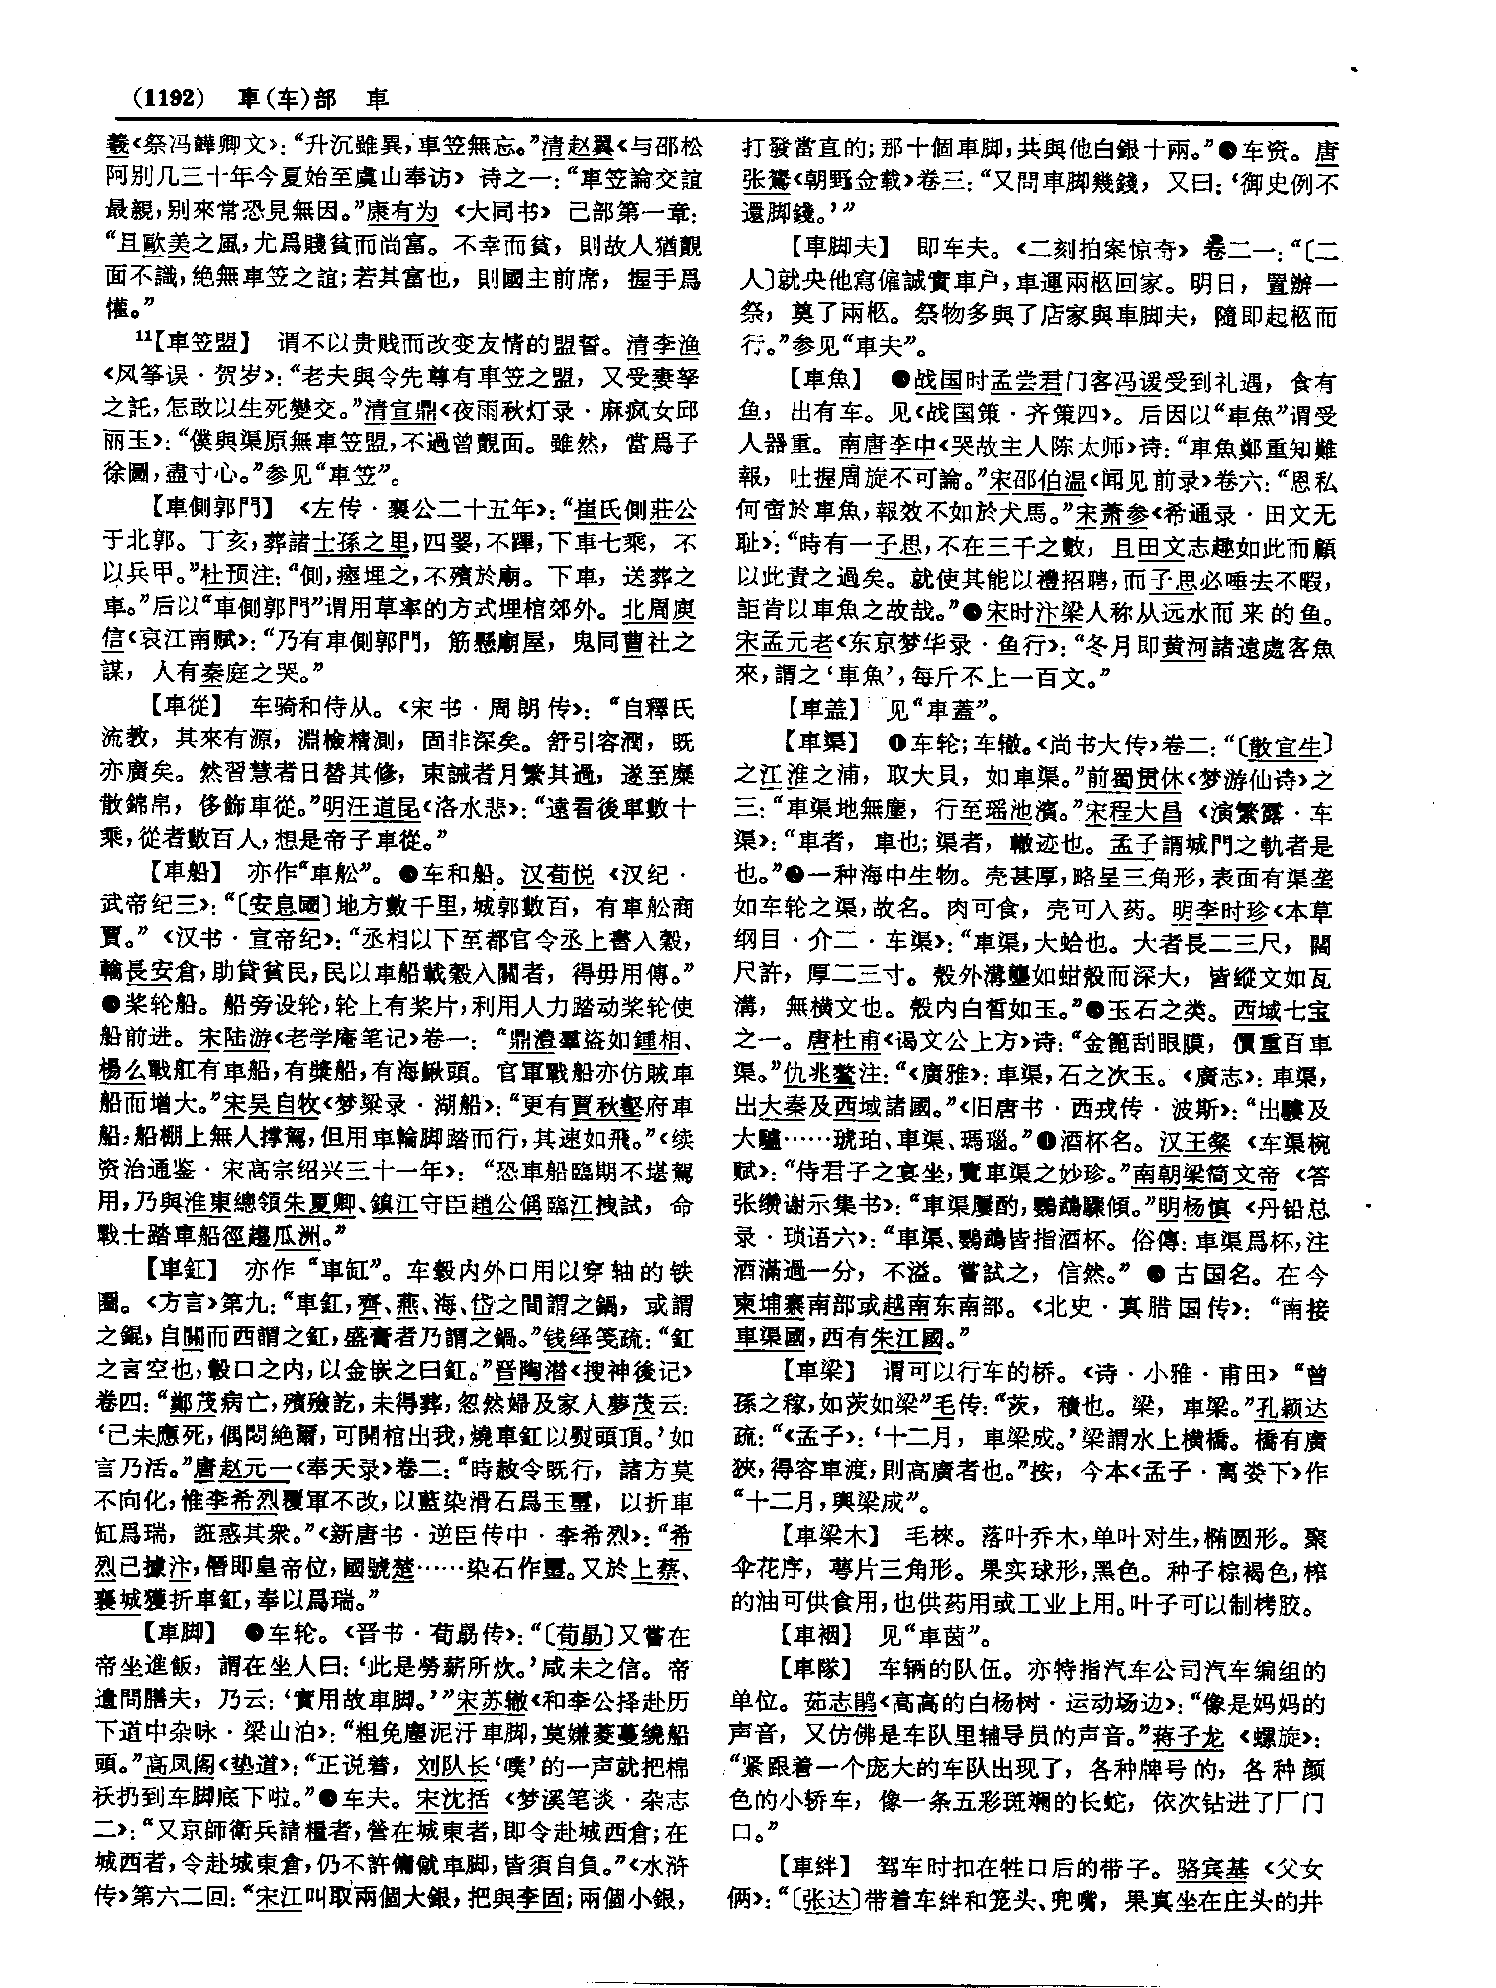 (1192) 車(车)部 車
羲《祭冯韡卿文》：“升沉雖異，車笠無忘。”清赵翼《与邵松
阿别几三十年今夏始至虞山奉访》诗之一：“車笠論交誼
最親，别來常恐見無因。”康有为《大同书》己部第一章：
“且歐美之風，尤爲賤貧而尚富。不幸而貧，則故人猶覿
面不識，絶無車笠之誼；若其富也，則國主前席，握手爲
懽。”
11【車笠盟】 谓不以贵贱而改变友情的盟誓。清李渔
《风筝误·贺岁》：“老夫與令先尊有車笠之盟，又受妻孥
之託，怎敢以生死變交。”清宣鼎《夜雨秋灯录·麻疯女邱
丽玉》：“僕與渠原無車笠盟，不過曾覿面。雖然，當爲子
徐圖，盡寸心。”参见“車笠”。
【車側郭門】 《左传·襄公二十五年》：“崔氏側莊公
于北郭。丁亥，葬諸士孫之里，四翣，不蹕，下車七乘，不
以兵甲。”杜预注：“側，瘞埋之，不殯於廟。下車，送葬之
車。”后以“車側郭門”谓用草率的方式埋棺郊外。北周庾
信《哀江南赋》：“乃有車側郭門，筋懸廟屋，鬼同曹社之
謀，人有秦庭之哭。”
【車從】 车骑和侍从。《宋书·周朗传》：“自釋氏
流教，其來有源，淵檢精測，固非深矣。舒引容潤，既
亦廣矣。然習慧者日替其修，束誡者月繁其過，遂至糜
散錦帛，侈飾車從。”明汪道昆《洛水悲》：“遠看後車數十
乘，從者數百人，想是帝子車從。”
【車船】 亦作“車舩”。❶车和船。汉荀悦《汉纪·
武帝纪三》：“〔安息國〕地方數千里，城郭數百，有車舩商
賈。”《汉书·宣帝纪》：“丞相以下至都官令丞上書入穀，
輸長安倉，助貸貧民，民以車船載穀入關者，得毋用傳。”
❷桨轮船。船旁设轮，轮上有桨片，利用人力踏动桨轮使
船前进。宋陆游《老学庵笔记》卷一：“鼎澧羣盜如鍾相、
楊么戰舡有車船，有槳船，有海鰍頭。官軍戰船亦仿賊車
船而增大。”宋吴自牧《梦粱录·湖船》：“更有賈秋壑府車
船，船棚上無人撑駕，但用車輪脚踏而行，其速如飛。”《续
资治通鉴·宋高宗绍兴三十一年》：“恐車船臨期不堪駕
用，乃與淮東總領朱夏卿、鎮江守臣趙公偁臨江拽試，命
戰士踏車船徑趨瓜洲。”
【車釭】 亦作“車缸”。车毂内外口用以穿轴的铁
圈。《方言》第九：“車釭，齊、燕、海、岱之間謂之鍋，或謂
之錕，自關而西謂之釭，盛膏者乃謂之鍋。”钱绎笺疏：“釭
之言空也，轂口之内，以金嵌之曰釭。”晋陶潜《搜神後记》
卷四：“鄭茂病亡，殯殮訖，未得葬，忽然婦及家人夢茂云：
‘已未應死，偶悶絶爾，可開棺出我，燒車釭以熨頭頂。’如
言乃活。”唐赵元一《奉天录》卷二：“時赦令既行，諸方莫
不向化，惟李希烈覆軍不改，以藍染滑石爲玉璽，以折車
缸爲瑞，誑惑其衆。”《新唐书·逆臣传中·李希烈》：“希
烈已據汴，僭即皇帝位，國號楚……染石作璽。又於上蔡、
襄城獲折車釭，奉以爲瑞。”
【車脚】 ❶车轮。《晋书·荀勗传》：“〔荀勗〕又嘗在
帝坐進飯，謂在坐人曰：‘此是勞薪所炊。’咸未之信。帝
遣問膳夫，乃云：‘實用故車脚。’”宋苏辙《和李公择赴历
下道中杂咏·梁山泊》：“粗免塵泥汙車脚，莫嫌菱蔓繞船
頭。”高凤阁《垫道》：“正说着，刘队长‘噗’的一声就把棉
袄扔到车脚底下啦。”❷车夫。宋沈括《梦溪笔谈·杂志
二》：“又京師衛兵請糧者，營在城東者，即令赴城西倉；在
城西者，令赴城東倉，仍不許傭僦車脚，皆須自負。”《水浒
传》第六二回：“宋江叫取兩個大銀，把與李固；兩個小銀，
打發當直的；那十個車脚，共與他白銀十兩。”❸车资。唐
张鷟《朝野佥载》卷三：“又問車脚幾錢，又曰：‘御史例不
還脚錢。’”
【車脚夫】 即车夫。《二刻拍案惊奇》卷二一：“〔二
人〕就央他寫僱誠實車户，車運兩柩回家。明日，置辦一
祭，奠了兩柩。祭物多與了店家與車脚夫，隨即起柩而
行。”参见“車夫”。
【車魚】 ❶战国时孟尝君门客冯谖受到礼遇，食有
鱼，出有车。见《战国策·齐策四》。后因以“車魚”谓受
人器重。南唐李中《哭故主人陈太师》诗：“車魚鄭重知難
報，吐握周旋不可論。”宋邵伯温《闻见前录》卷六：“恩私
何啻於車魚，報效不如於犬馬。”宋萧参《希通录·田文无
耻》：“時有一子思，不在三千之數，且田文志趣如此而顧
以此責之過矣。就使其能以禮招聘，而子思必唾去不暇，
詎肯以車魚之故哉。”❷宋时汴梁人称从远水而来的鱼。
宋孟元老《东京梦华录·鱼行》：“冬月即黄河諸遠處客魚
來，謂之‘車魚’，每斤不上一百文。”
【車盖】 见“車蓋”。
【車渠】 ❶车轮；车辙。《尚书大传》卷二：“〔散宜生〕
之江淮之浦，取大貝，如車渠。”前蜀贯休《梦游仙诗》之
三：“車渠地無塵，行至瑶池濱。”宋程大昌《演繁露·车
渠》：“車者，車也；渠者，轍迹也。孟子謂城門之軌者是
也。”❷一种海中生物。壳甚厚，略呈三角形，表面有渠垄
如车轮之渠，故名。肉可食，壳可入药。明李时珍《本草
纲目·介二·车渠》：“車渠，大蛤也。大者長二三尺，闊
尺許，厚二三寸。殼外溝壟如蚶殼而深大，皆縱文如瓦
溝，無横文也。殼内白皙如玉。”❸玉石之类。西域七宝
之一。唐杜甫《谒文公上方》诗：“金篦刮眼膜，價重百車
渠。”仇兆鳌注：“《廣雅》：車渠，石之次玉。《廣志》：車渠，
出大秦及西域諸國。”《旧唐书·西戎传·波斯》：“出䮫及
大驢……琥珀、車渠、瑪瑙。”❹酒杯名。汉王粲《车渠椀
赋》：“侍君子之宴坐，覽車渠之妙珍。”南朝梁简文帝《答
张缵谢示集书》：“車渠屢酌，鸚鵡驟傾。”明杨慎《丹铅总
录·琐语六》：“車渠、鸚鵡皆指酒杯。俗傳：車渠爲杯，注
酒滿過一分，不溢。嘗試之，信然。”❺古国名。在今
柬埔寨南部或越南东南部。《北史·真腊国传》：“南接
車渠國，西有朱江國。”
【車梁】 谓可以行车的桥。《诗·小雅·甫田》“曾
孫之稼，如茨如梁”毛传：“茨，積也。梁，車梁。”孔颖达
疏：“《孟子》：‘十二月，車梁成。’梁謂水上横橋。橋有廣
狹，得容車渡，則高廣者也。”按，今本《孟子·离娄下》作
“十二月，輿梁成”。
【車梁木】 毛梾。落叶乔木，单叶对生，椭圆形。聚
伞花序，萼片三角形。果实球形，黑色。种子棕褐色，榨
的油可供食用，也供药用或工业上用。叶子可以制栲胶。
【車裀】 见“車茵”。
【車隊】 车辆的队伍。亦特指汽车公司汽车编组的
单位。茹志鹃《高高的白杨树·运动场边》：“像是妈妈的
声音，又仿佛是车队里辅导员的声音。”蒋子龙《螺旋》：
“紧跟着一个庞大的车队出现了，各种牌号的，各种颜
色的小轿车，像一条五彩斑斓的长蛇，依次钻进了厂门
口。”
【車絆】 驾车时扣在牲口后的带子。骆宾基《父女
俩》：“〔张达〕带着车绊和笼头、兜嘴，果真坐在庄头的井